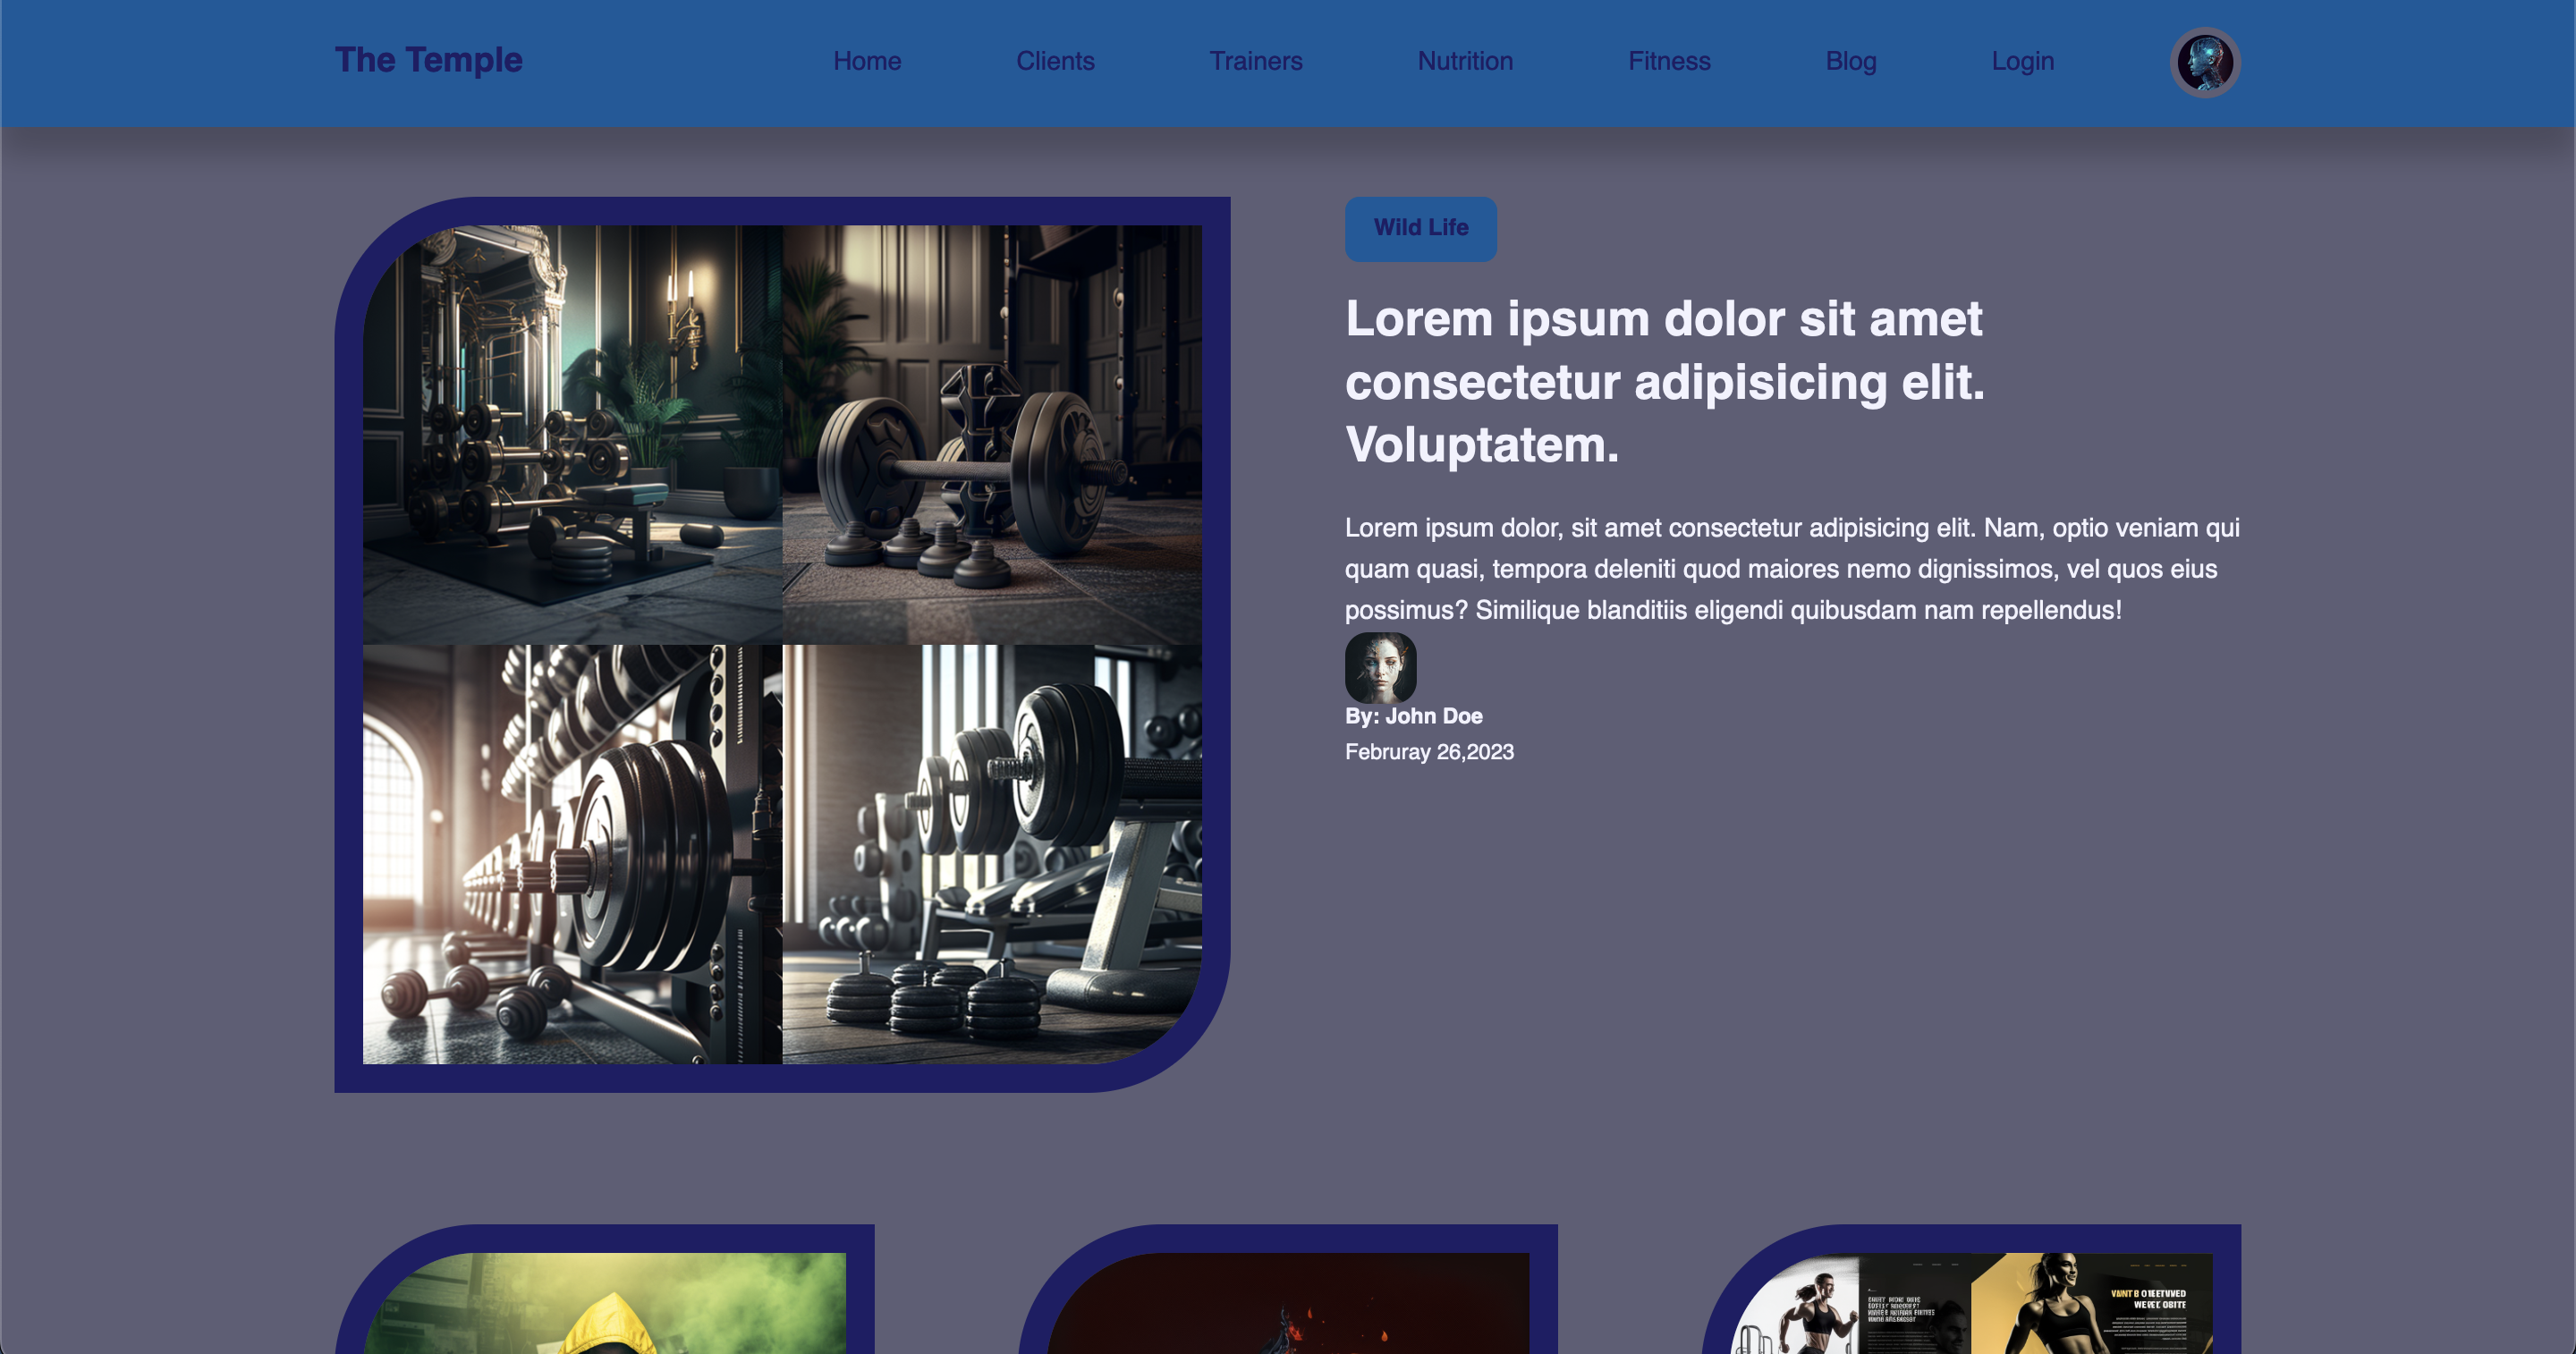 The Temple
Home
Clients
Trainers
Nutrition
Fitness
Blog
Login
Wild Life
Lorem ipsum dolor sit amet
consectetur adipisicing elit.
Voluptatem.
Lorem ipsum dolor, sit amet consectetur adipisicing elit. Nam, optio veniam qui
quam quasi, tempora deleniti quod maiores nemo dignissimos, vel quos eius
possimus? Similique blanditiis eligendi quibusdam nam repellendus!
By: John Doe
Februray 26,2023